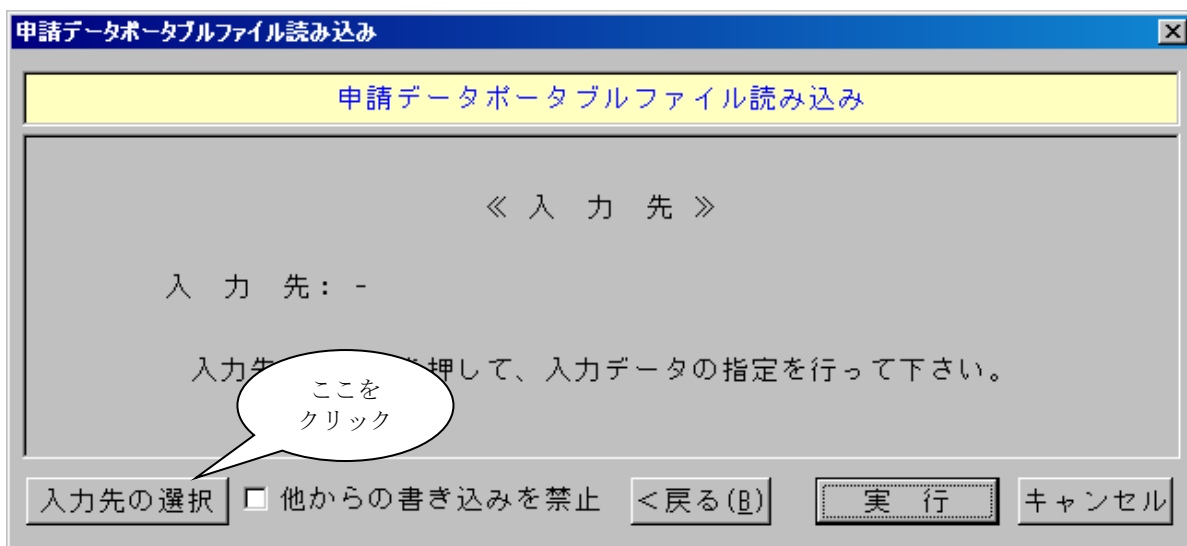 申請データポータブルファイル読み込み
申請データポータブルファイル読み込み
≪ 入 力 先 ≫
入 力 先： -
入力先 押して、入力データの指定を行って下さい。
ここを
クリック
入力先の選択 他からの書き込みを禁止 <戻る(B) 実 行 キャンセル